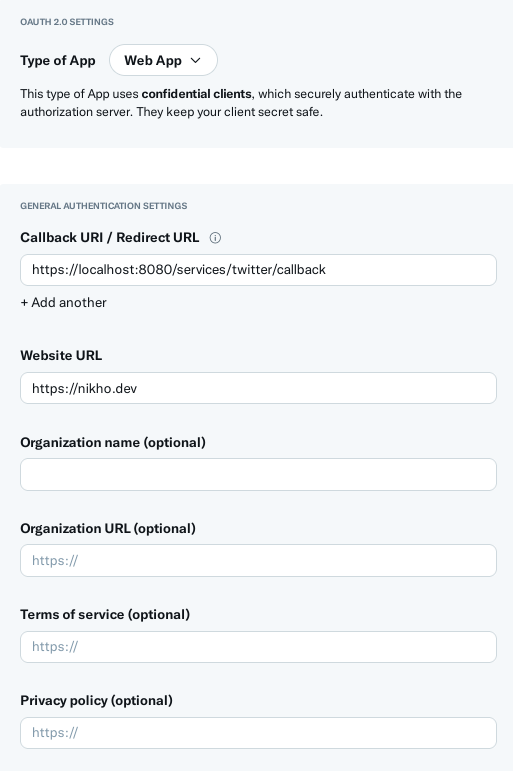 OAUTH 2.0 SETTINGS
Type of App Web App
This type of App uses confidential clients, which securely authenticate with the
authorization server. They keep your client secret safe.
GENERAL AUTHENTICATION SETTINGS
Callback URI / Redirect URL
https://localhost:8080/services/twitter/callback
+ Add another
Website URL
https://nikho.dev
Organization name (optional)
Organization URL (optional)
https://
Terms of service (optional)
https://
Privacy policy (optional)
https://